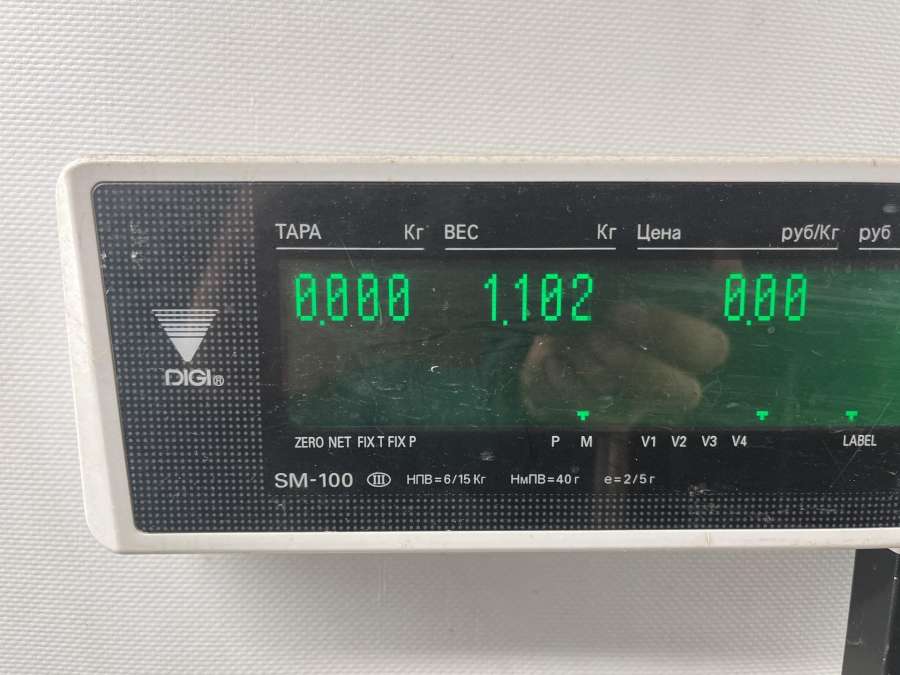 ТАРА Кг ВЕС Кг Цена руб/Кг руб
0.000 1.102 0.00
DIGI®
ZERO NET FIX T FIX P P M V1 V2 V3 V4 LABEL
SM-100 III НПВ=6/15 Кг НмПВ=40 г e=2/5 г